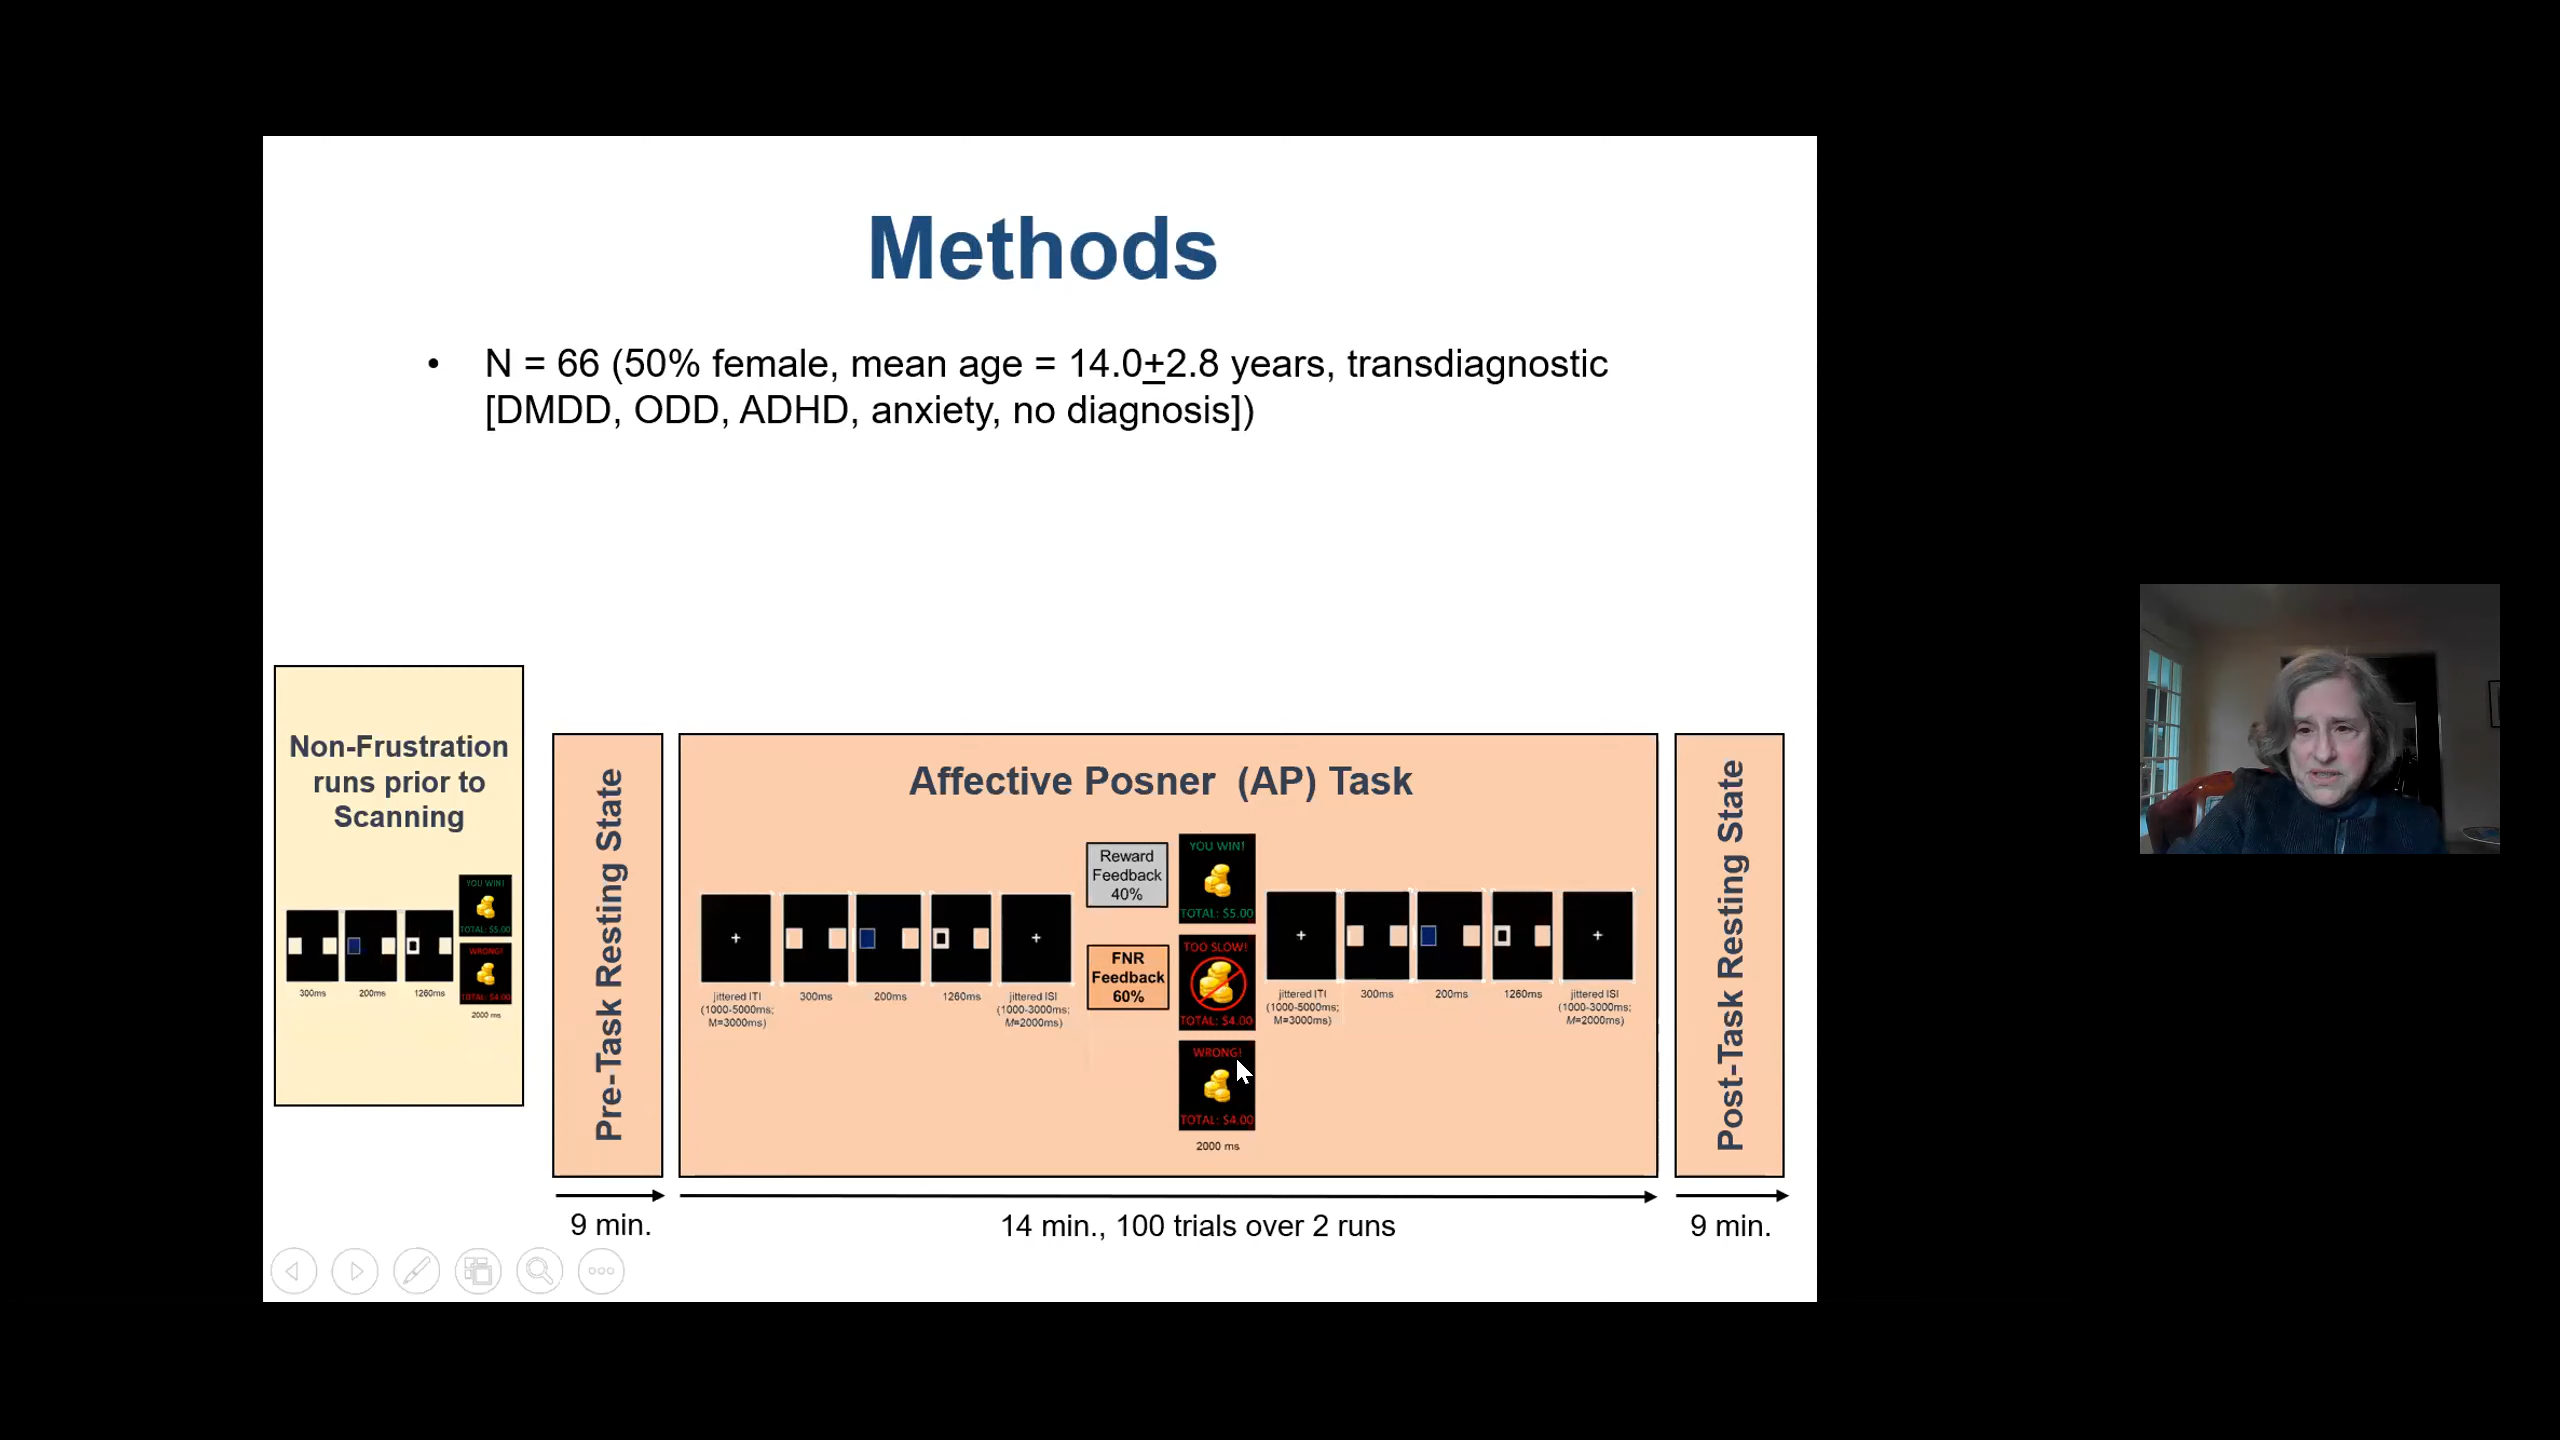 Methods
• N = 66 (50% female, mean age = 14.0±2.8 years, transdiagnostic
[DMDD, ODD, ADHD, anxiety, no diagnosis])
Non-Frustration
runs prior to
Scanning
YOU WIN!
TOTAL: $5.00
WRONG!
TOTAL: $4.00
300ms
200ms
1260ms
2000 ms
Pre-Task Resting State
Affective Posner (AP) Task
Reward
Feedback
40%
YOU WIN!
TOTAL: $5.00
FNR
Feedback
60%
TOO SLOW!
TOTAL: $4.00
WRONG!
TOTAL: $4.00
2000 ms
jittered ITI
(1000-5000ms;
M=3000ms)
300ms
200ms
1260ms
jittered ISI
(1000-3000ms;
M=2000ms)
jittered ITI
(1000-5000ms;
M=3000ms)
300ms
200ms
1260ms
jittered ISI
(1000-3000ms;
M=2000ms)
Post-Task Resting State
9 min.
14 min., 100 trials over 2 runs
9 min.